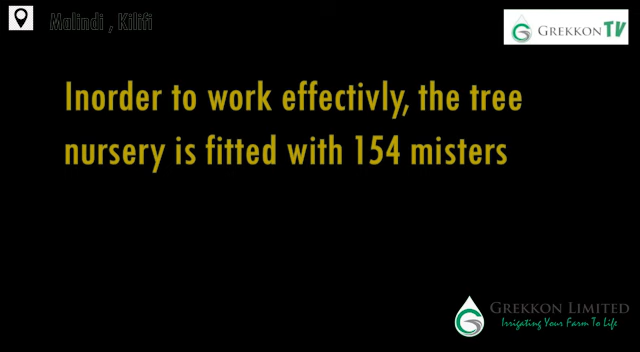 Malindi , Kilifi
GREKKON TV
Inorder to work effectivly, the tree
nursery is fitted with 154 misters
GREKKON LIMITED
Irrigating Your Farm To Life